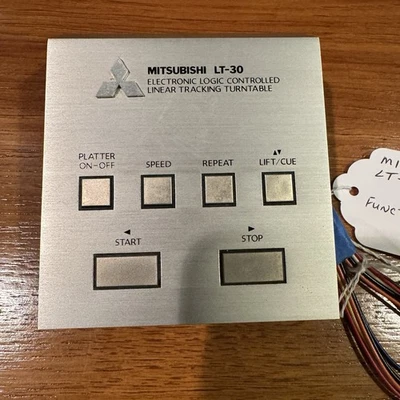 MITSUBISHI LT-30
ELECTRONIC LOGIC CONTROLLED
LINEAR TRACKING TURNTABLE
PLATTER
ON-OFF
SPEED
REPEAT
▲▼
LIFT/CUE
◄
START
►
STOP